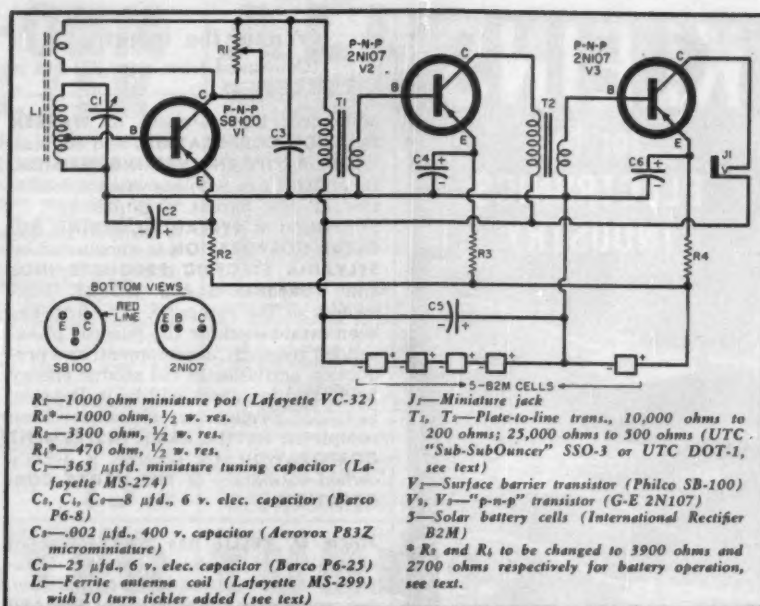 P-N-P
2N107
V2
P-N-P
2N107
V3
R1
C
C
C
L1
C1
B
P-N-P
SB100
V1
C3
T1
B
T2
B
E
E
E
C4 + -
C6 + -
J1
C2 - +
R2
R3
R4
BOTTOM VIEWS
RED LINE
E B C
E B C
SB100
2N107
C5 - +
- + - +
5-B2M CELLS
R₁—1000 ohm miniature pot (Lafayette VC-32)
R₂*—1000 ohm, ½ w. res.
R₃—3300 ohm, ½ w. res.
R₄*—470 ohm, ½ w. res.
C₁—365 μμfd. miniature tuning capacitor (La-
fayette MS-274)
C₂, C₄, C₆—8 μfd., 6 v. elec. capacitor (Barco
P6-8)
C₃—.002 μfd., 400 v. capacitor (Aerovox P83Z
microminiature)
C₅—25 μfd., 6 v. elec. capacitor (Barco P6-25)
L₁—Ferrite antenna coil (Lafayette MS-299)
with 10 turn tickler added (see text)
J₁—Miniature jack
T₁, T₂—Plate-to-line trans., 10,000 ohms to
200 ohms; 25,000 ohms to 500 ohms (UTC
"Sub-SubOuncer" SSO-3 or UTC DOT-1,
see text)
V₁—Surface barrier transistor (Philco SB-100)
V₂, V₃—"p-n-p" transistor (G-E 2N107)
5—Solar battery cells (International Rectifier
B2M)
* R₂ and R₄ to be changed to 3900 ohms and
2700 ohms respectively for battery operation,
see text.